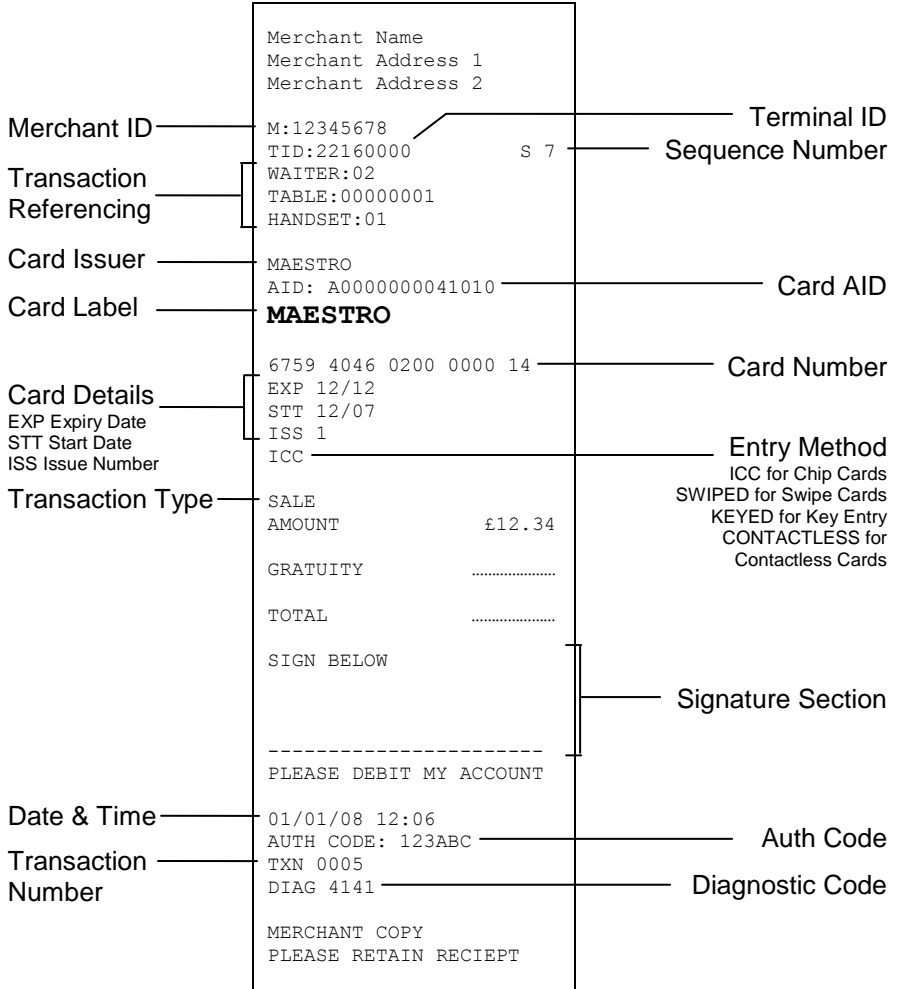 Merchant Name
Merchant Address 1
Merchant Address 2
Merchant ID
M:12345678
Terminal ID
TID:22160000 S 7
Sequence Number
Transaction
Referencing
WAITER:02
TABLE:00000001
HANDSET:01
Card Issuer
MAESTRO
AID: A0000000041010
Card AID
Card Label
MAESTRO
6759 4046 0200 0000 14
Card Number
Card Details
EXP Expiry Date
STT Start Date
ISS Issue Number
EXP 12/12
STT 12/07
ISS 1
ICC
Entry Method
ICC for Chip Cards
SWIPED for Swipe Cards
KEYED for Key Entry
CONTACTLESS for
Contactless Cards
Transaction Type
SALE
AMOUNT £12.34
GRATUITY .....................
TOTAL .....................
SIGN BELOW
Signature Section
-----------------------
PLEASE DEBIT MY ACCOUNT
Date & Time
01/01/08 12:06
AUTH CODE: 123ABC
Auth Code
Transaction
Number
TXN 0005
DIAG 4141
Diagnostic Code
MERCHANT COPY
PLEASE RETAIN RECIEPT